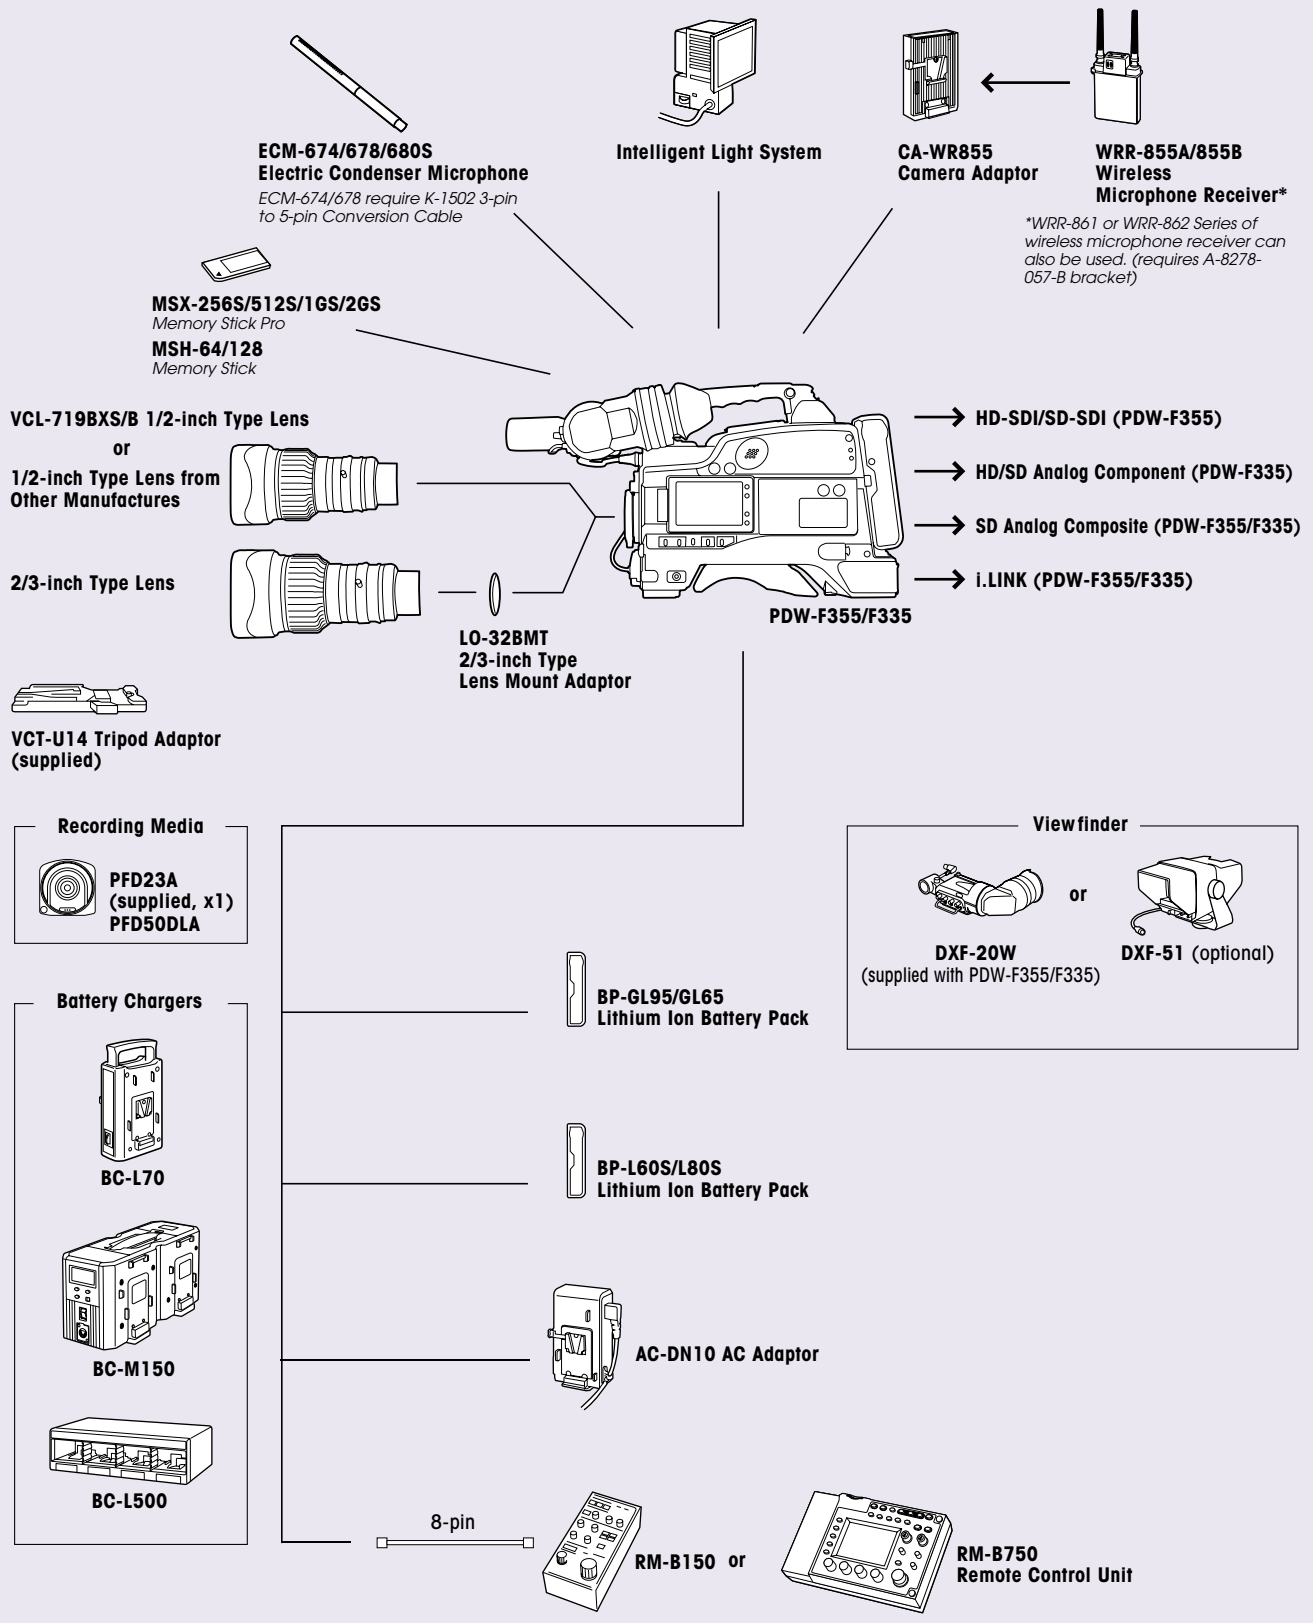 ECM-674/678/680S
Electric Condenser Microphone
ECM-674/678 require K-1502 3-pin
to 5-pin Conversion Cable
Intelligent Light System
CA-WR855
Camera Adaptor
WRR-855A/855B
Wireless
Microphone Receiver*
*WRR-861 or WRR-862 Series of
wireless microphone receiver can
also be used. (requires A-8278-
057-B bracket)
MSX-256S/512S/1GS/2GS
Memory Stick Pro
MSH-64/128
Memory Stick
VCL-719BXS/B 1/2-inch Type Lens
or
1/2-inch Type Lens from
Other Manufactures
2/3-inch Type Lens
LO-32BMT
2/3-inch Type
Lens Mount Adaptor
HD-SDI/SD-SDI (PDW-F355)
HD/SD Analog Component (PDW-F335)
SD Analog Composite (PDW-F355/F335)
i.LINK (PDW-F355/F335)
PDW-F355/F335
VCT-U14 Tripod Adaptor
(supplied)
Recording Media
PFD23A
(supplied, x1)
PFD50DLA
Viewfinder
or
DXF-20W
(supplied with PDW-F355/F335)
DXF-51 (optional)
Battery Chargers
BC-L70
BC-M150
BC-L500
BP-GL95/GL65
Lithium Ion Battery Pack
BP-L60S/L80S
Lithium Ion Battery Pack
AC-DN10 AC Adaptor
8-pin
RM-B150 or
RM-B750
Remote Control Unit